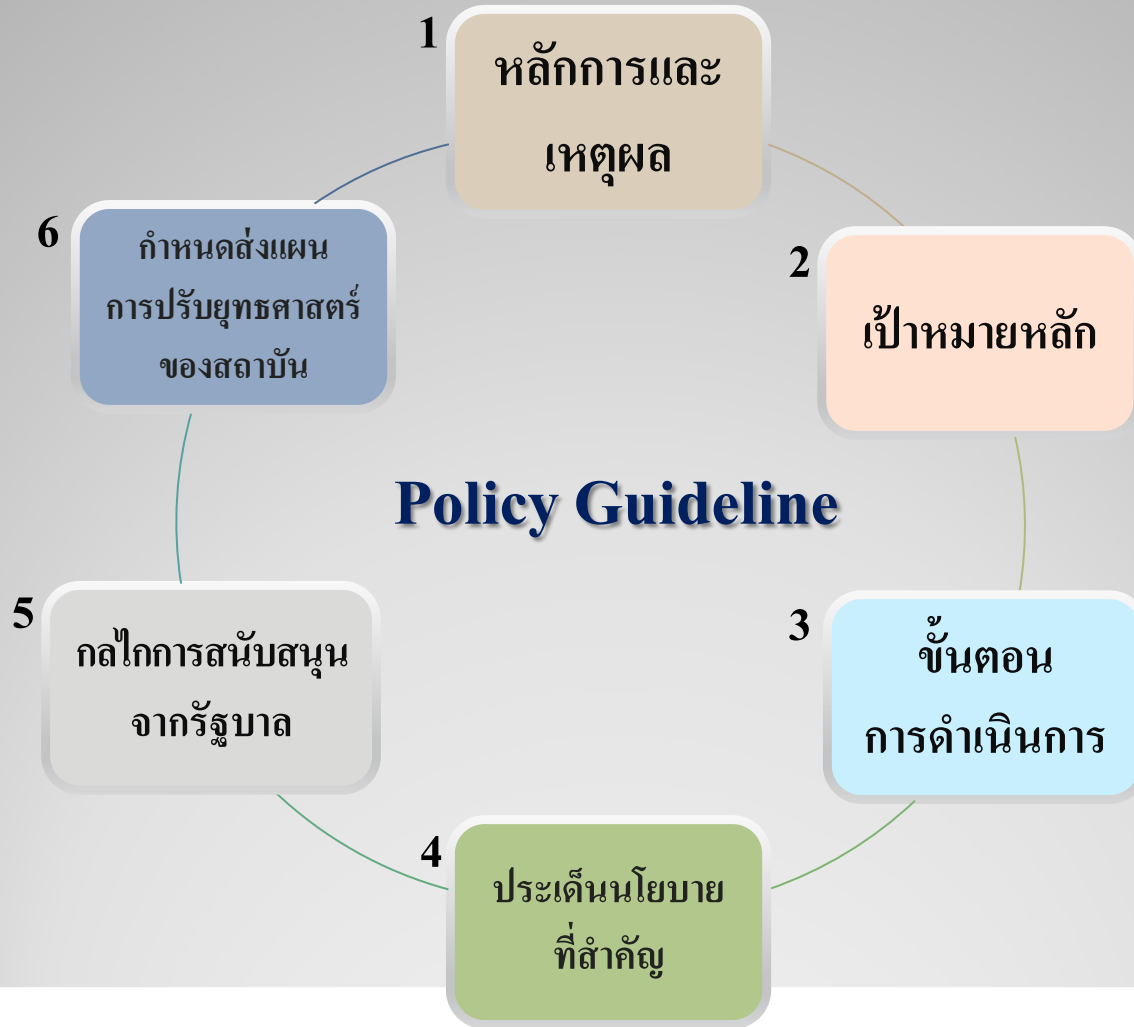 1
หลักการและ
เหตุผล
2
เป้าหมายหลัก
3
ขั้นตอน
การดำเนินการ
4
ประเด็นนโยบาย
ที่สำคัญ
5
กลไกการสนับสนุน
จากรัฐบาล
6
กำหนดส่งแผน
การปรับยุทธศาสตร์
ของสถาบัน
Policy Guideline